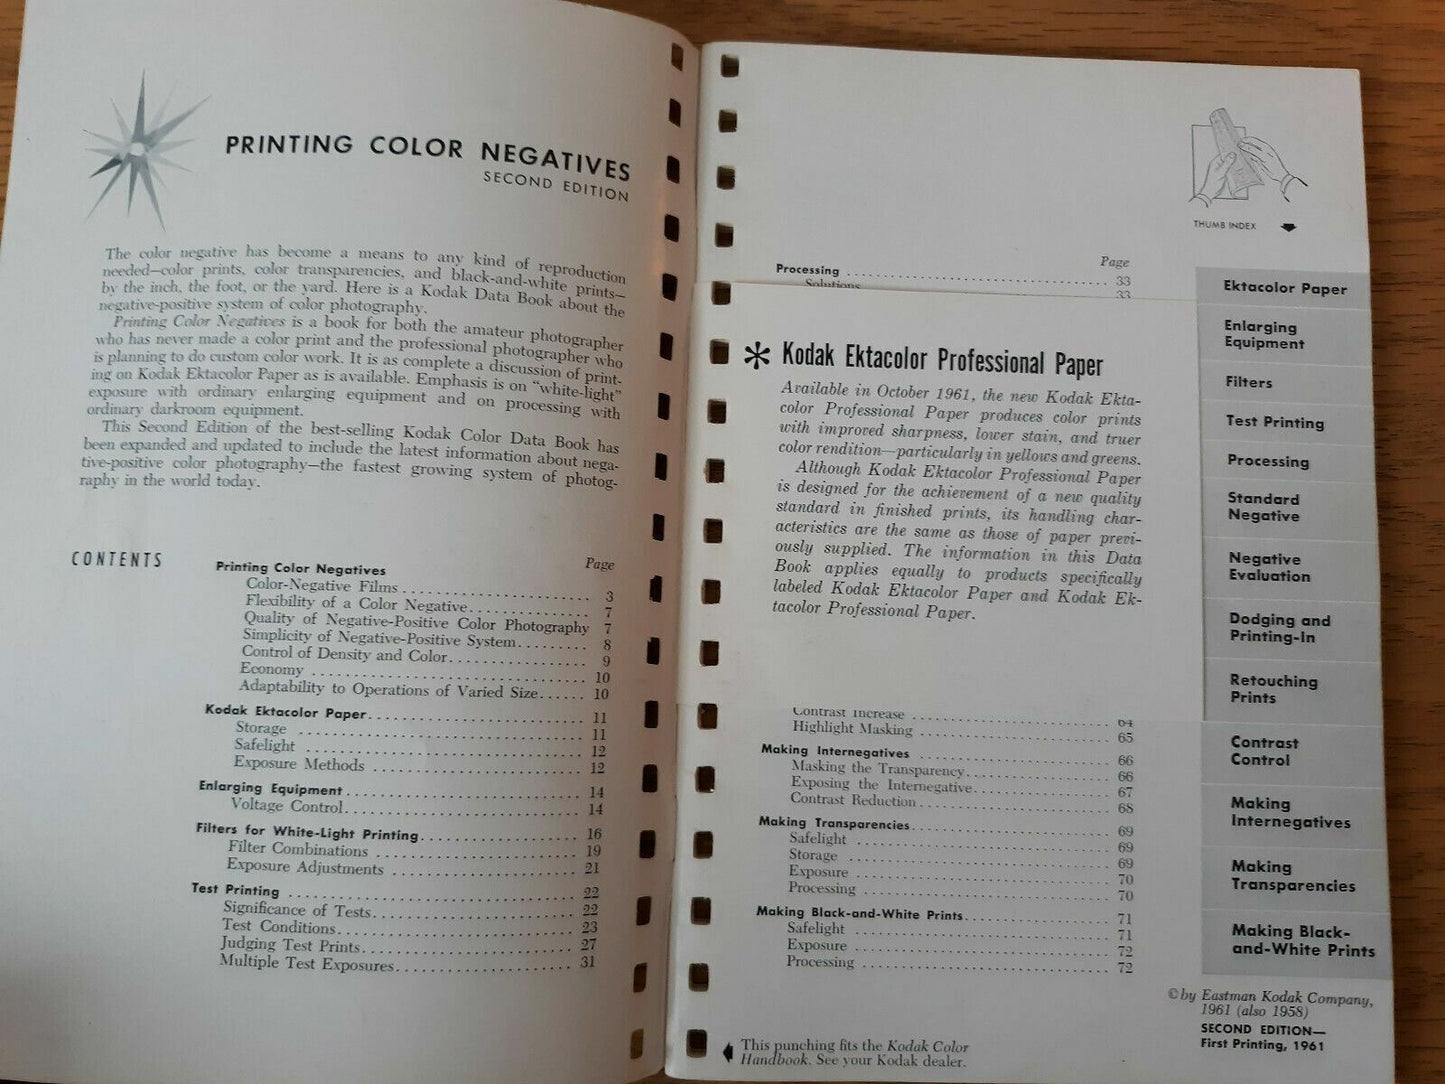 PRINTING COLOR NEGATIVES
SECOND EDITION
The color negative has become a means to any kind of reproduction
needed—color prints, color transparencies, and black-and-white prints—
by the inch, the foot, or the yard. Here is a Kodak Data Book about the
negative-positive system of color photography.
Printing Color Negatives is a book for both the amateur photographer
who has never made a color print and the professional photographer who
is planning to do custom color work. It is as complete a discussion of print-
ing on Kodak Ektacolor Paper as is available. Emphasis is on "white-light"
exposure with ordinary enlarging equipment and on processing with
ordinary darkroom equipment.
This Second Edition of the best-selling Kodak Color Data Book has
been expanded and updated to include the latest information about nega-
tive-positive color photography—the fastest growing system of photog-
raphy in the world today.
CONTENTS
Page
Printing Color Negatives
Color-Negative Films . . . . . . . . . . . . . . . . . . . . . . 3
Flexibility of a Color Negative. . . . . . . . . . . . . . 7
Quality of Negative-Positive Color Photography 7
Simplicity of Negative-Positive System. . . . . . . . . 8
Control of Density and Color. . . . . . . . . . . . . . . . 9
Economy . . . . . . . . . . . . . . . . . . . . . . . . . . . . . . . 10
Adaptability to Operations of Varied Size. . . . . . 10
Kodak Ektacolor Paper. . . . . . . . . . . . . . . . . . . . . . . . 11
Storage . . . . . . . . . . . . . . . . . . . . . . . . . . . . . . . . 11
Safelight . . . . . . . . . . . . . . . . . . . . . . . . . . . . . . . 12
Exposure Methods . . . . . . . . . . . . . . . . . . . . . . . . 12
Enlarging Equipment . . . . . . . . . . . . . . . . . . . . . . . . . . 14
Voltage Control. . . . . . . . . . . . . . . . . . . . . . . . . . . 14
Filters for White-Light Printing. . . . . . . . . . . . . . . . . . 16
Filter Combinations . . . . . . . . . . . . . . . . . . . . . . . 19
Exposure Adjustments . . . . . . . . . . . . . . . . . . . . . 21
Test Printing . . . . . . . . . . . . . . . . . . . . . . . . . . . . . . . . 22
Significance of Tests. . . . . . . . . . . . . . . . . . . . . . . 22
Test Conditions. . . . . . . . . . . . . . . . . . . . . . . . . . . 23
Judging Test Prints. . . . . . . . . . . . . . . . . . . . . . . . 27
Multiple Test Exposures. . . . . . . . . . . . . . . . . . . . 31
Page
Processing . . . . . . . . . . . . . . . . . . . . . . . . . . . . . . . . . 33
Solutions 33
* Kodak Ektacolor Professional Paper
Available in October 1961, the new Kodak Ekta-
color Professional Paper produces color prints
with improved sharpness, lower stain, and truer
color rendition—particularly in yellows and greens.
Although Kodak Ektacolor Professional Paper
is designed for the achievement of a new quality
standard in finished prints, its handling char-
acteristics are the same as those of paper previ-
ously supplied. The information in this Data
Book applies equally to products specifically
labeled Kodak Ektacolor Paper and Kodak Ek-
tacolor Professional Paper.
Contrast Increase . . . . . . . . . . . . . . . . . . . . . . . . 64
Highlight Masking . . . . . . . . . . . . . . . . . . . . . . . . 65
Making Internegatives . . . . . . . . . . . . . . . . . . . . . . . . 66
Masking the Transparency. . . . . . . . . . . . . . . . . . 66
Exposing the Internegative. . . . . . . . . . . . . . . . . 67
Contrast Reduction. . . . . . . . . . . . . . . . . . . . . . . . 68
Making Transparencies. . . . . . . . . . . . . . . . . . . . . . . . 69
Safelight . . . . . . . . . . . . . . . . . . . . . . . . . . . . . . . 69
Storage . . . . . . . . . . . . . . . . . . . . . . . . . . . . . . . . 69
Exposure . . . . . . . . . . . . . . . . . . . . . . . . . . . . . . . 70
Processing . . . . . . . . . . . . . . . . . . . . . . . . . . . . . . 70
Making Black-and-White Prints. . . . . . . . . . . . . . . . . . 71
Safelight . . . . . . . . . . . . . . . . . . . . . . . . . . . . . . . 71
Exposure . . . . . . . . . . . . . . . . . . . . . . . . . . . . . . . 72
Processing . . . . . . . . . . . . . . . . . . . . . . . . . . . . . . 72
This punching fits the Kodak Color
Handbook. See your Kodak dealer.
THUMB INDEX
Ektacolor Paper
Enlarging
Equipment
Filters
Test Printing
Processing
Standard
Negative
Negative
Evaluation
Dodging and
Printing-In
Retouching
Prints
Contrast
Control
Making
Internegatives
Making
Transparencies
Making Black-
and-White Prints
©by Eastman Kodak Company,
1961 (also 1958)
SECOND EDITION—
First Printing, 1961